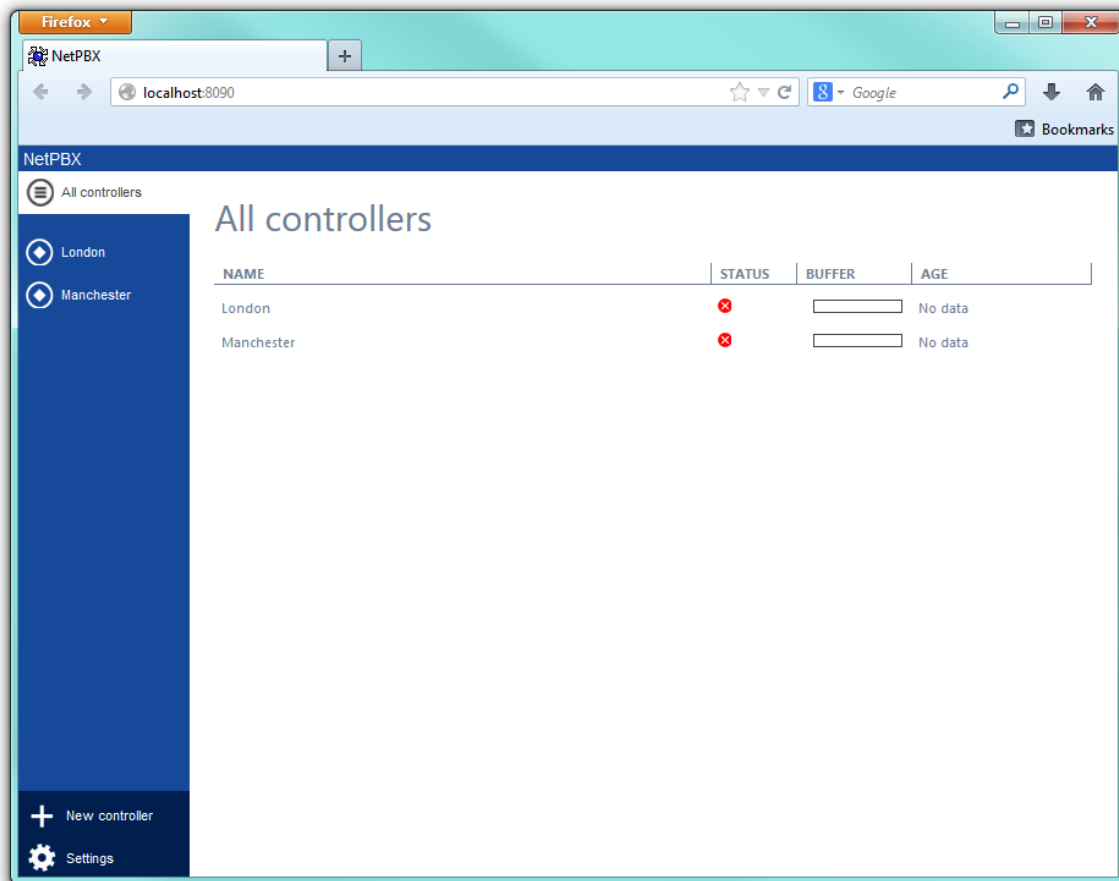 Firefox
NetPBX
localhost:8090
8 Google
Bookmarks
NetPBX
All controllers
London
Manchester
All controllers
NAME STATUS BUFFER AGE
London No data
Manchester No data
New controller
Settings